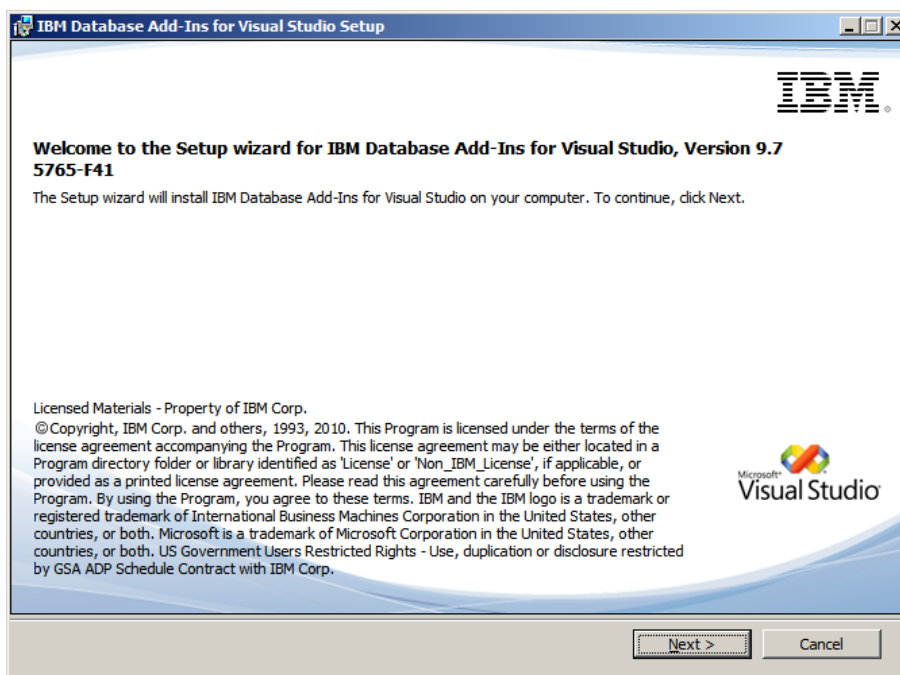 IBM Database Add-Ins for Visual Studio Setup
IBM®
Welcome to the Setup wizard for IBM Database Add-Ins for Visual Studio, Version 9.7
5765-F41
The Setup wizard will install IBM Database Add-Ins for Visual Studio on your computer. To continue, click Next.
Licensed Materials - Property of IBM Corp.
©Copyright, IBM Corp. and others, 1993, 2010. This Program is licensed under the terms of the
license agreement accompanying the Program. This license agreement may be either located in a
Program directory folder or library identified as 'License' or 'Non_IBM_License', if applicable, or
provided as a printed license agreement. Please read this agreement carefully before using the
Program. By using the Program, you agree to these terms. IBM and the IBM logo is a trademark or
registered trademark of International Business Machines Corporation in the United States, other
countries, or both. Microsoft is a trademark of Microsoft Corporation in the United States, other
countries, or both. US Government Users Restricted Rights - Use, duplication or disclosure restricted
by GSA ADP Schedule Contract with IBM Corp.
Microsoft®
Visual Studio®
Next >
Cancel